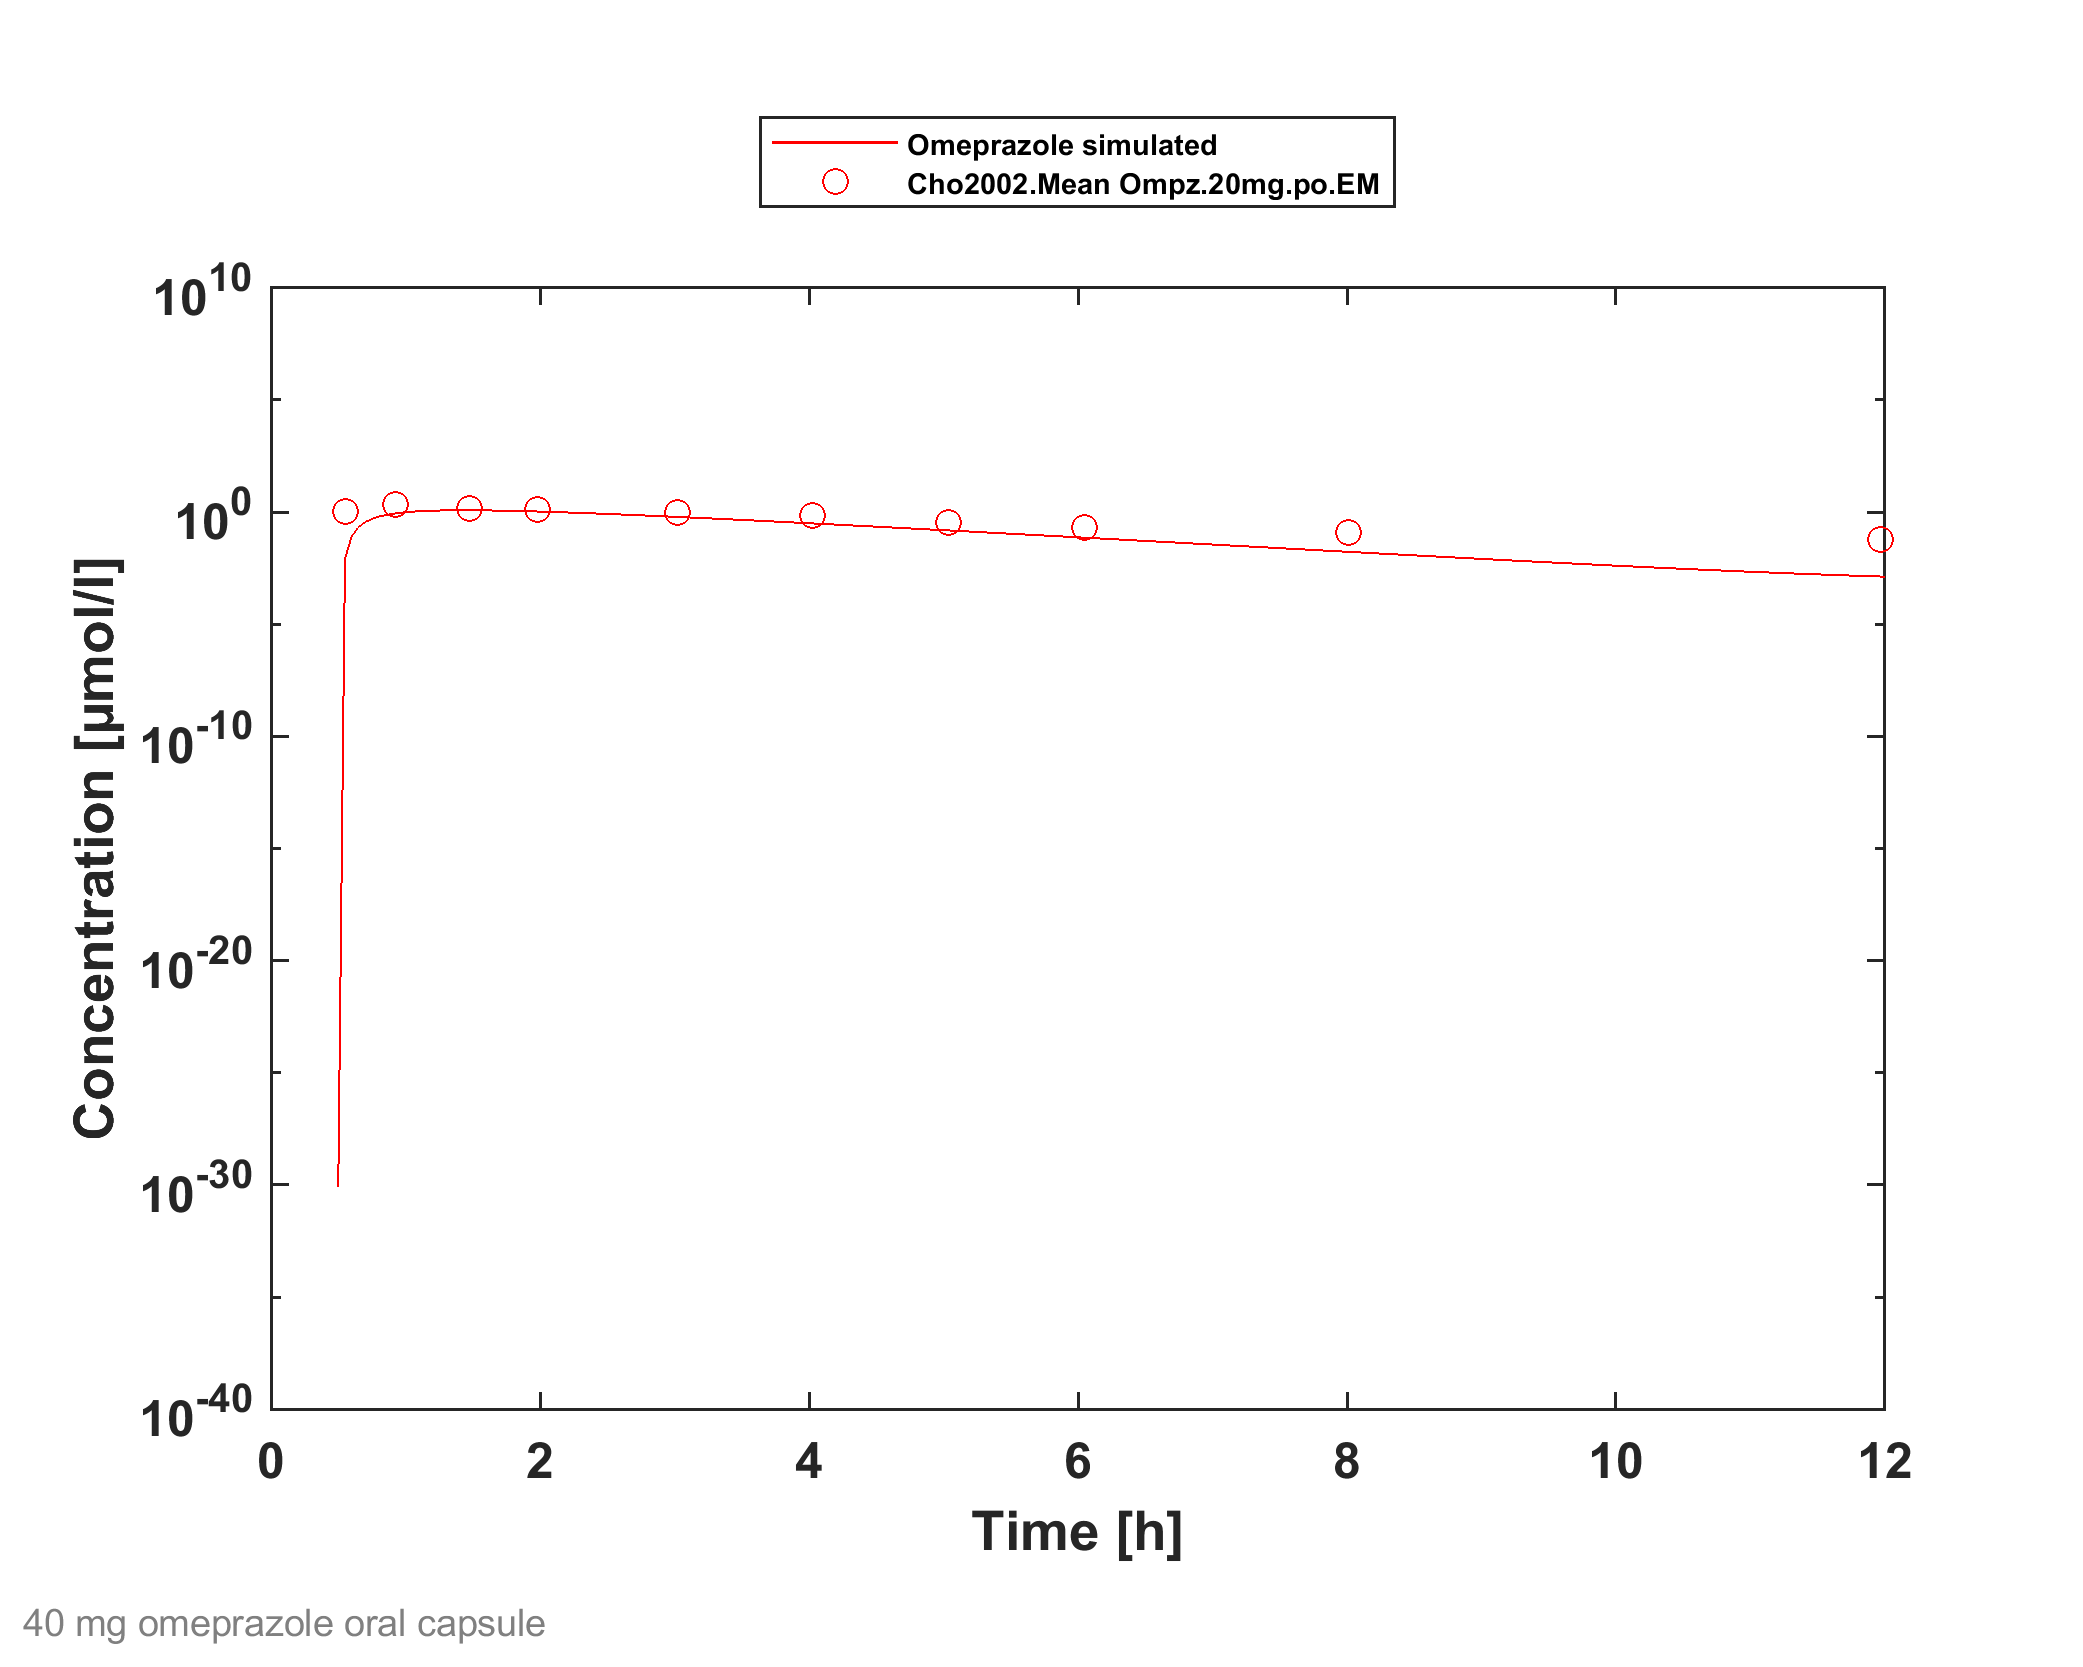 Omeprazole simulated
Cho2002.Mean Ompz.20mg.po.EM
10^10
10^0
10^-10
10^-20
10^-30
10^-40
Concentration [µmol/l]
0 2 4 6 8 10 12
Time [h]
40 mg omeprazole oral capsule